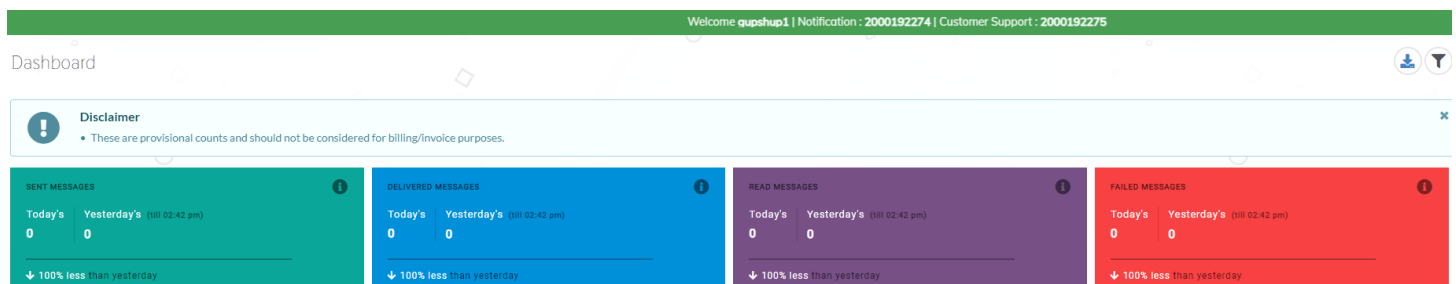 Welcome qupshup1 | Notification : 2000192274 | Customer Support : 2000192275
Dashboard
Disclaimer
• These are provisional counts and should not be considered for billing/invoice purposes.
SENT MESSAGES
Today's Yesterday's (till 02:42 pm)
0 0
100% less than yesterday
DELIVERED MESSAGES
Today's Yesterday's (till 02:42 pm)
0 0
100% less than yesterday
READ MESSAGES
Today's Yesterday's (till 02:42 pm)
0 0
100% less than yesterday
FAILED MESSAGES
Today's Yesterday's (till 02:42 pm)
0 0
100% less than yesterday